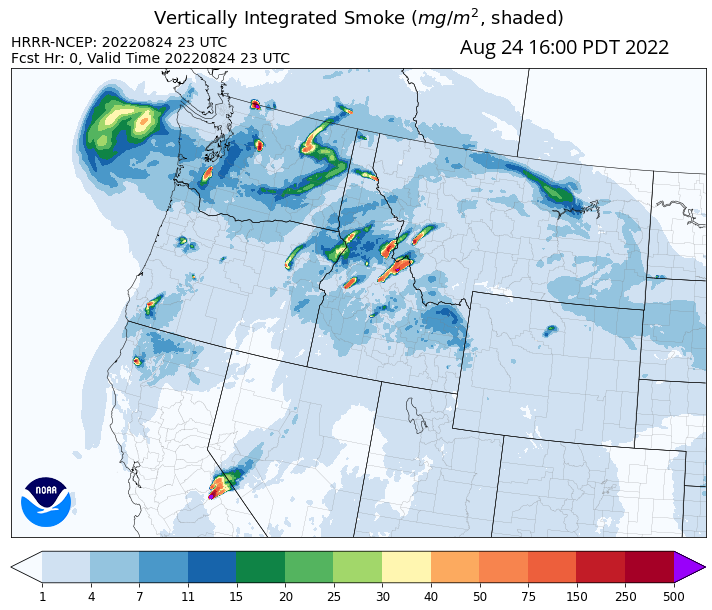 Vertically Integrated Smoke (mg/m², shaded)
HRRR-NCEP: 20220824 23 UTC
Aug 24 16:00 PDT 2022
Fcst Hr: 0, Valid Time 20220824 23 UTC
NOAA
1 4 7 11 15 20 25 30 40 50 75 150 250 500